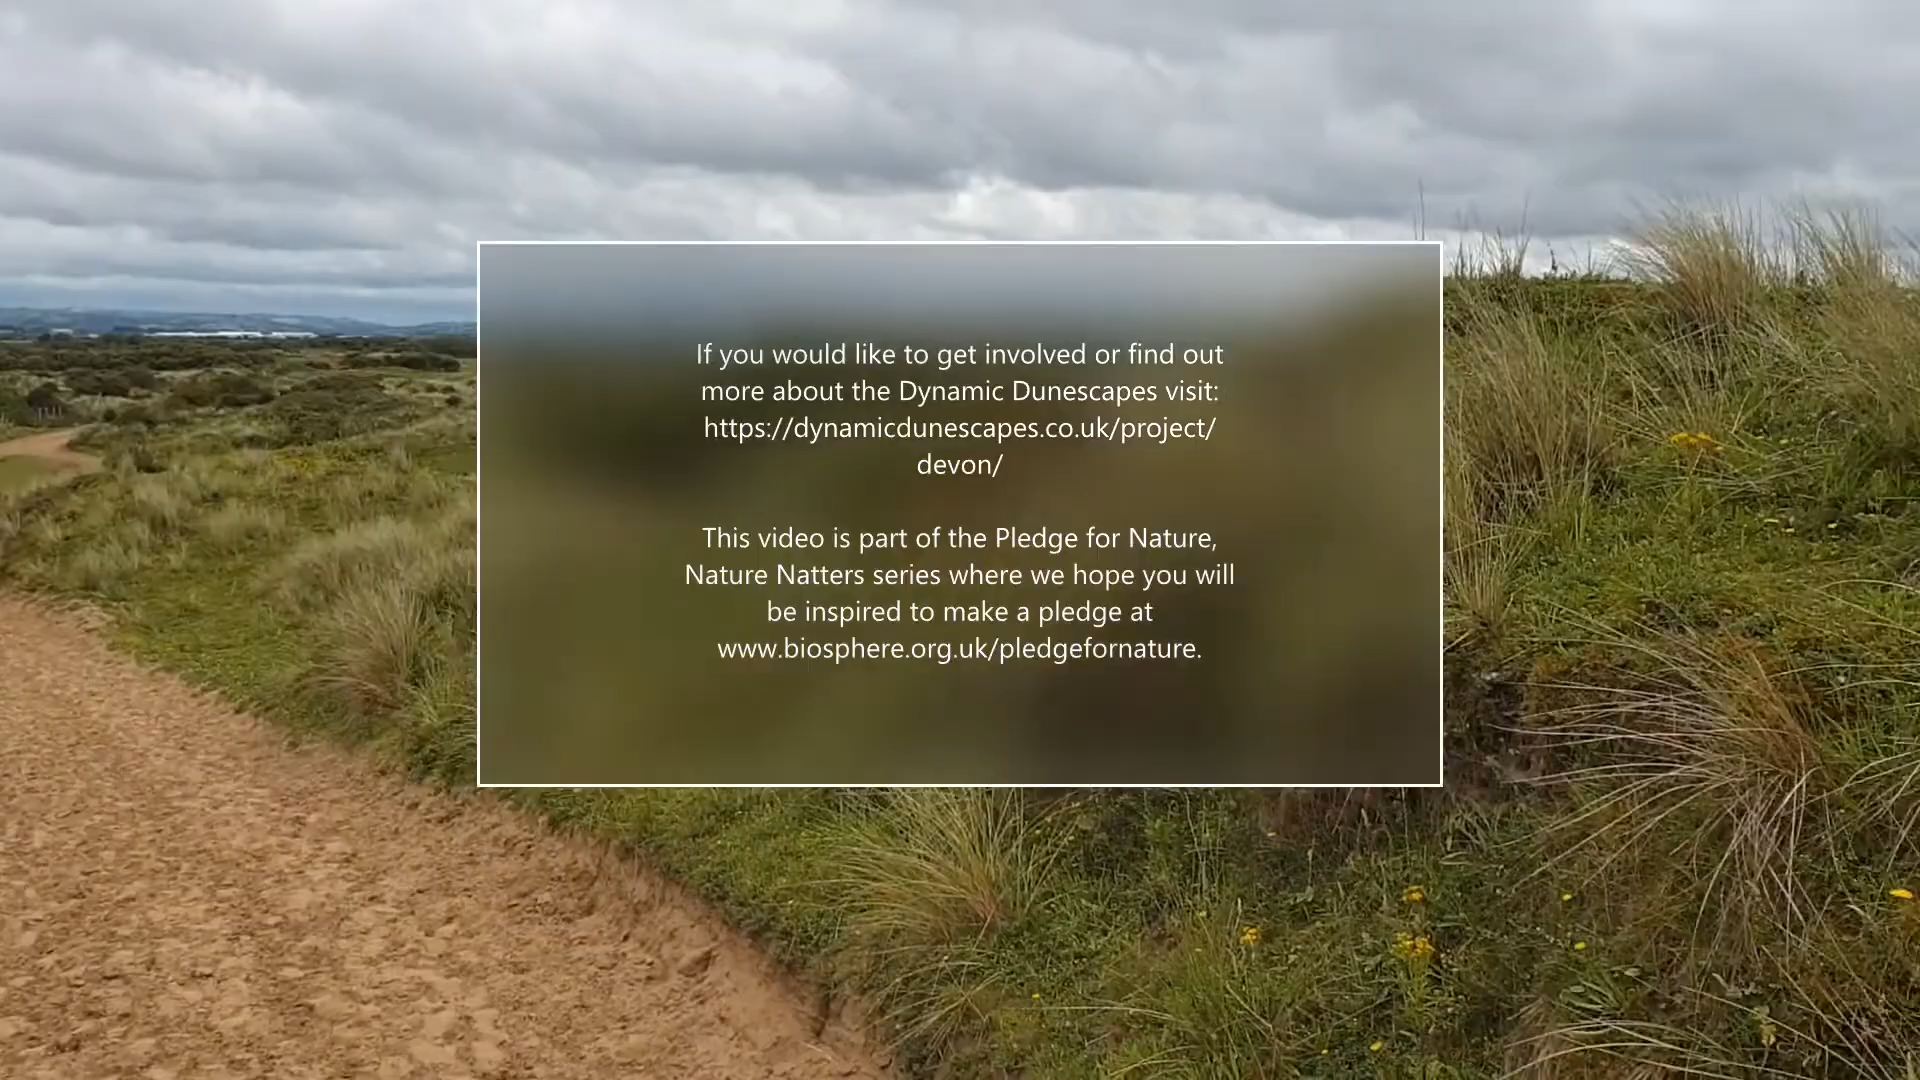 If you would like to get involved or find out
more about the Dynamic Dunescapes visit:
https://dynamicdunescapes.co.uk/project/
devon/
This video is part of the Pledge for Nature,
Nature Natters series where we hope you will
be inspired to make a pledge at
www.biosphere.org.uk/pledgefornature.